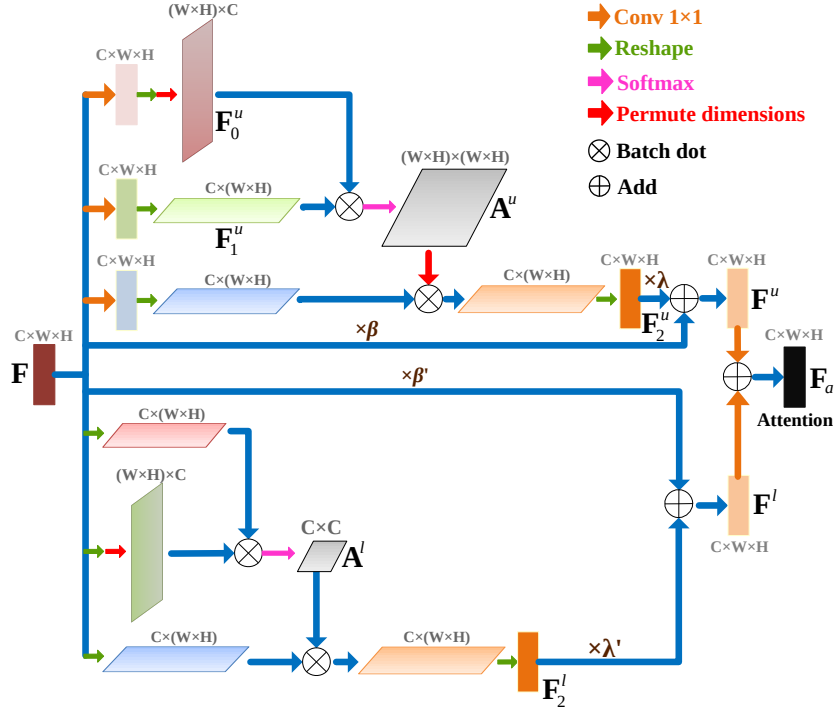 (W×H)×C
C×W×H
F₀ᵘ
Conv 1×1
Reshape
Softmax
Permute dimensions
Batch dot
Add
C×W×H
C×(W×H)
F₁ᵘ
(W×H)×(W×H)
Aᵘ
C×W×H
C×(W×H)
C×(W×H)
C×W×H
×λ
F₂ᵘ
C×W×H
Fᵘ
×β
C×W×H
F
×β'
C×W×H
Fₐ
Attention
C×(W×H)
(W×H)×C
C×C
Aˡ
Fˡ
C×W×H
C×(W×H)
C×(W×H)
F₂ˡ
×λ'